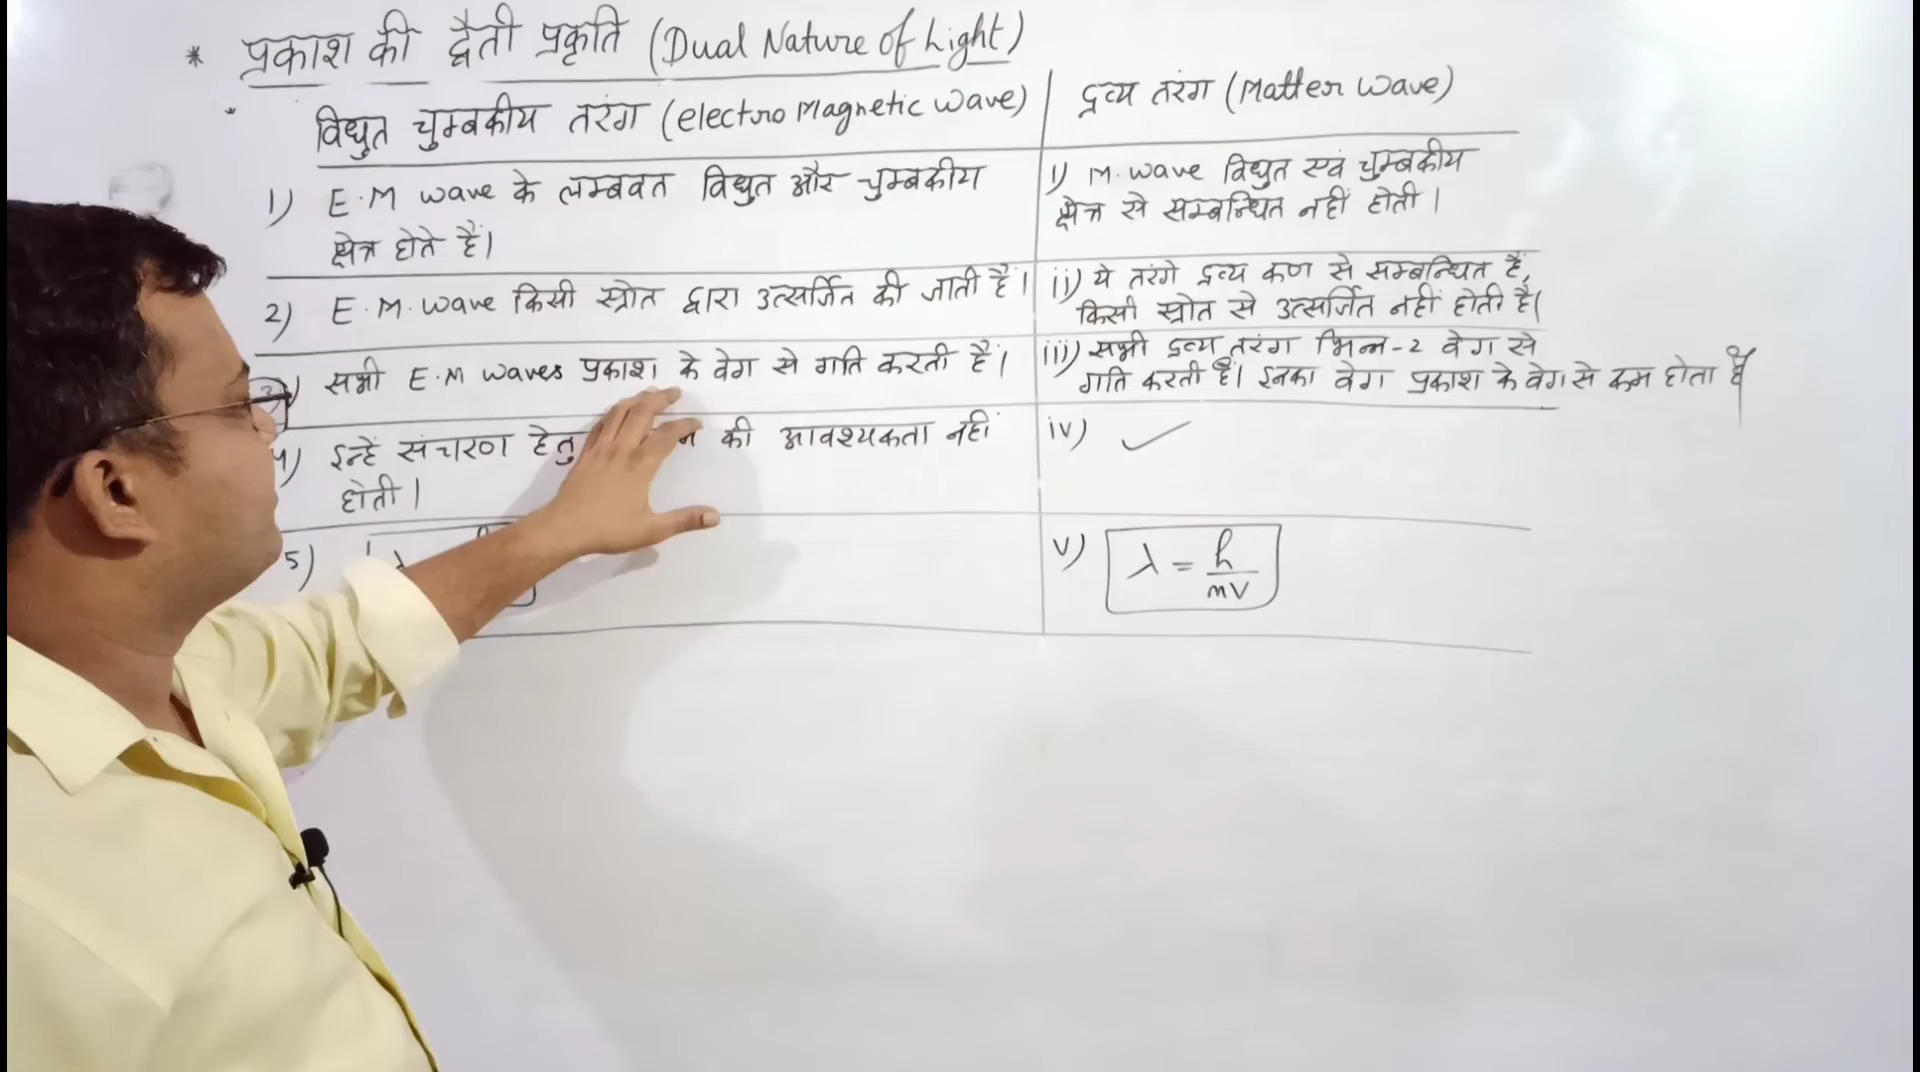 * प्रकाश की द्वैती प्रकृति (Dual Nature of Light)
* विधुत चुम्बकीय तरंग (electro Magnetic wave)
1) E.M wave के लम्बवत विधुत और चुम्बकीय
क्षेत्र होते हैं।
2) E.M. wave किसी स्रोत द्वारा उत्सर्जित की जाती हैं।
3) सभी E.M waves प्रकाश के वेग से गति करती हैं।
4) इन्हें संचरण हेतु की आवश्यकता नहीं
होती।
5) λ
द्रव्य तरंग (Matter wave)
i) M. wave विधुत एवं चुम्बकीय
क्षेत्र से सम्बन्धित नहीं होती।
ii) ये तरंगे द्रव्य कण से सम्बन्धित हैं,
किसी स्रोत से उत्सर्जित नहीं होती हैं।
iii) सभी द्रव्य तरंग भिन्न-2 वेग से
गति करती हैं। इनका वेग प्रकाश के वेग से कम होता है
iv) ✓
v) λ = h/mv